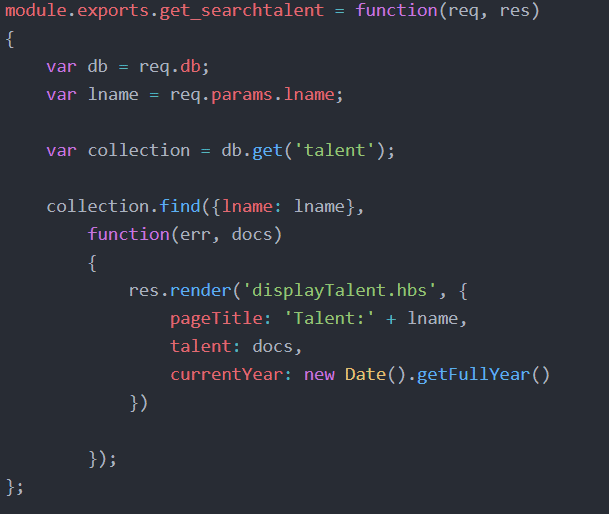 module.exports.get_searchtalent = function(req, res)
{
    var db = req.db;
    var lname = req.params.lname;

    var collection = db.get('talent');

    collection.find({lname: lname},
        function(err, docs)
        {
            res.render('displayTalent.hbs', {
                pageTitle: 'Talent:' + lname,
                talent: docs,
                currentYear: new Date().getFullYear()
            })

        });
};